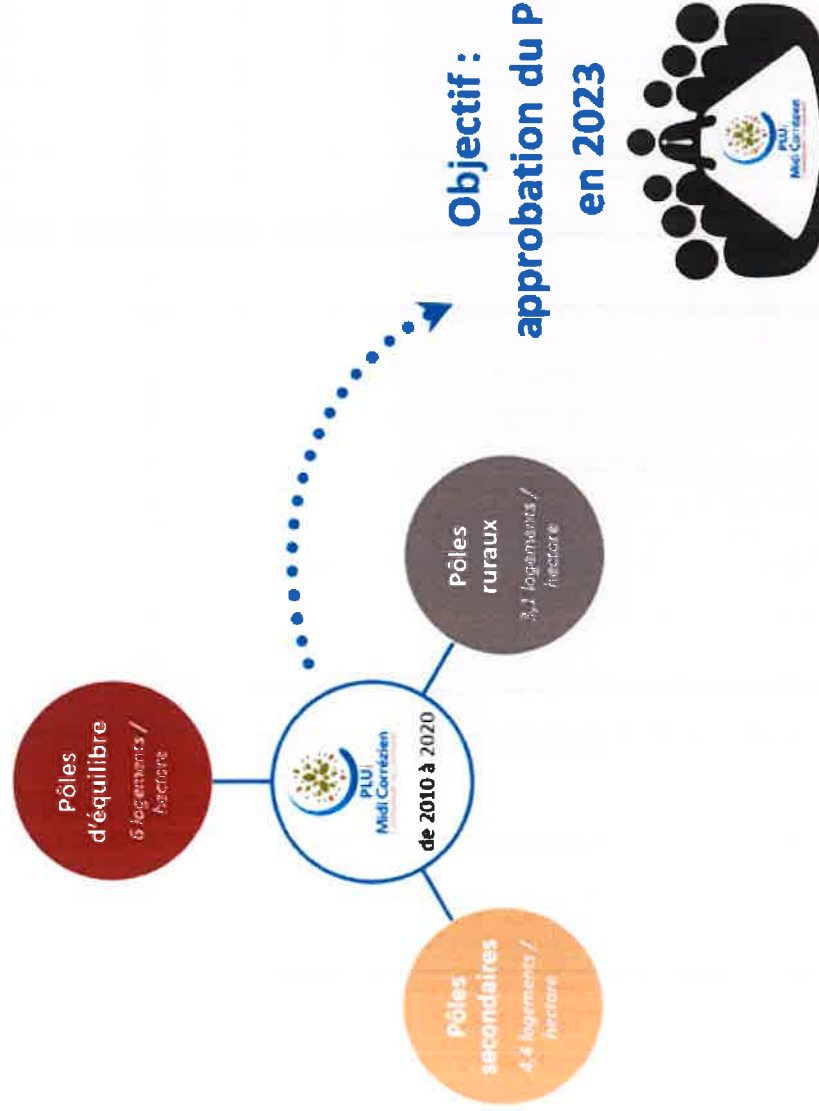 Pôles
d'équilibre
6 logements /
hectare
PLUi
Midi Corrézien
de 2010 à 2020
Pôles
secondaires
4,4 logements /
hectare
Pôles
ruraux
3,1 logements /
hectare
Objectif :
approbation du P
en 2023
PLUi
Midi Corrézien